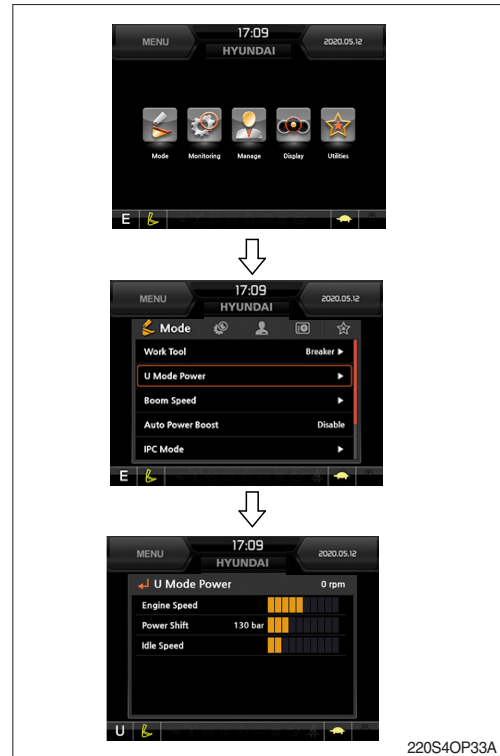 MENU
17:09
2020.05.12
HYUNDAI
Mode Monitoring Manage Display Utilities
E
MENU
17:09
2020.05.12
HYUNDAI
Mode
Work Tool Breaker ▶
U Mode Power ▶
Boom Speed ▶
Auto Power Boost Disable
IPC Mode ▶
E
MENU
17:09
2020.05.12
HYUNDAI
U Mode Power 0 rpm
Engine Speed
Power Shift 130 bar
Idle Speed
U
220S4OP33A